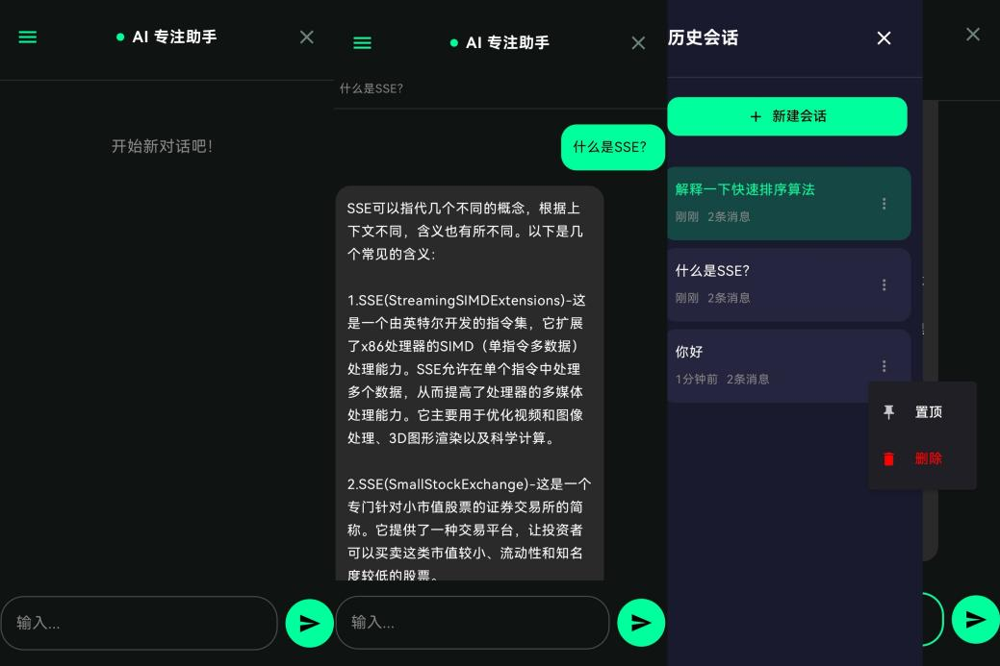 AI 专注助手
开始新对话吧!
输入...
AI 专注助手
什么是SSE?
什么是SSE?
SSE可以指代几个不同的概念，根据上
下文不同，含义也有所不同。以下是几
个常见的含义：
1.SSE(StreamingSIMDExtensions)-这
是一个由英特尔开发的指令集，它扩展
了x86处理器的SIMD（单指令多数据）
处理能力。SSE允许在单个指令中处理
多个数据，从而提高了处理器的多媒体
处理能力。它主要用于优化视频和图像
处理、3D图形渲染以及科学计算。
2.SSE(SmallStockExchange)-这是一个
专门针对小市值股票的证券交易所的简
称。它提供了一种交易平台，让投资者
可以买卖这类市值较小、流动性和知名
度较低的股票。
输入...
历史会话
+ 新建会话
解释一下快速排序算法
刚刚 2条消息
什么是SSE?
刚刚 2条消息
你好
1分钟前 2条消息
置顶
删除